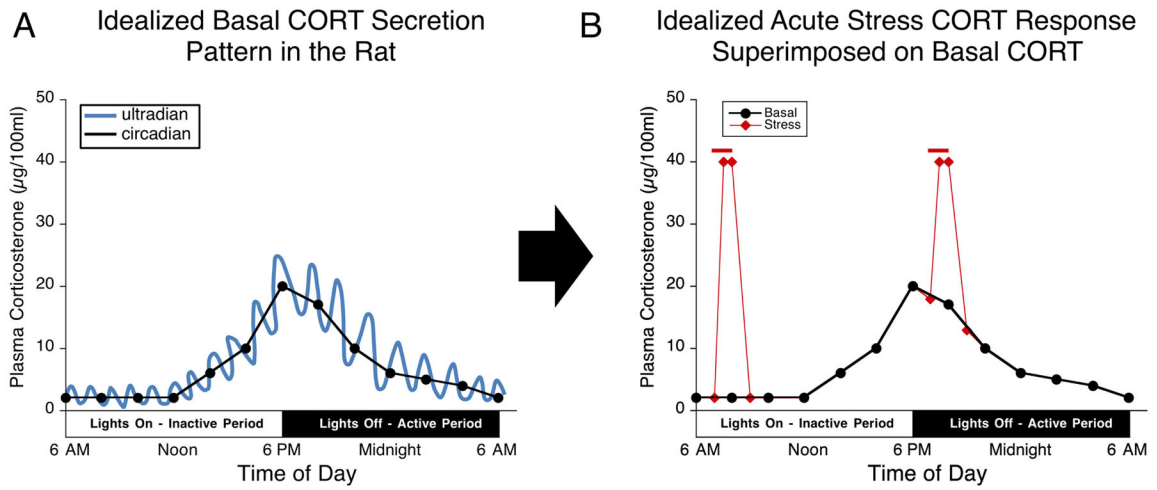 A
Idealized Basal CORT Secretion
Pattern in the Rat
Plasma Corticosterone (µg/100ml)
50
40
30
20
10
0
ultradian
circadian
Lights On - Inactive Period
Lights Off - Active Period
6 AM
Noon
6 PM
Midnight
6 AM
Time of Day
B
Idealized Acute Stress CORT Response
Superimposed on Basal CORT
Plasma Corticosterone (µg/100ml)
50
40
30
20
10
0
Basal
Stress
Lights On - Inactive Period
Lights Off - Active Period
6 AM
Noon
6 PM
Midnight
6 AM
Time of Day